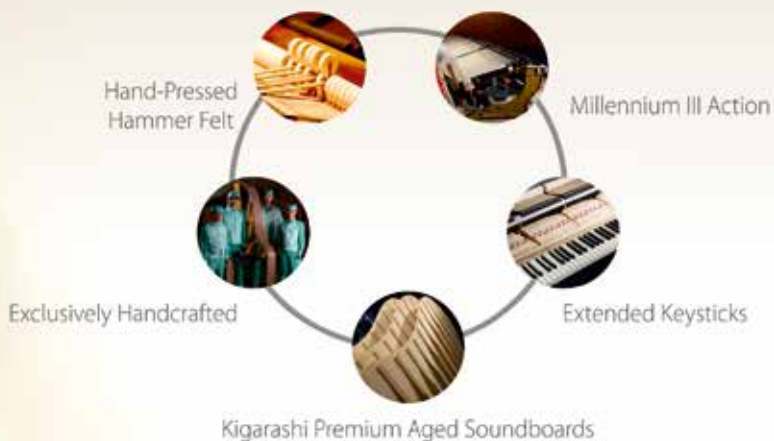 Hand-Pressed
Hammer Felt
Millennium III Action
Exclusively Handcrafted
Extended Keysticks
Kigarashi Premium Aged Soundboards